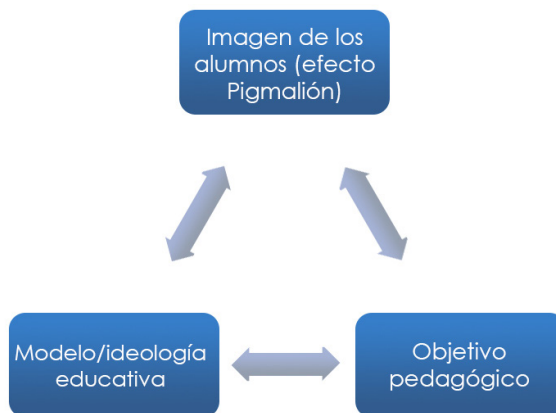 Imagen de los
alumnos (efecto
Pigmalión)
Modelo/ideología
educativa
Objetivo
pedagógico